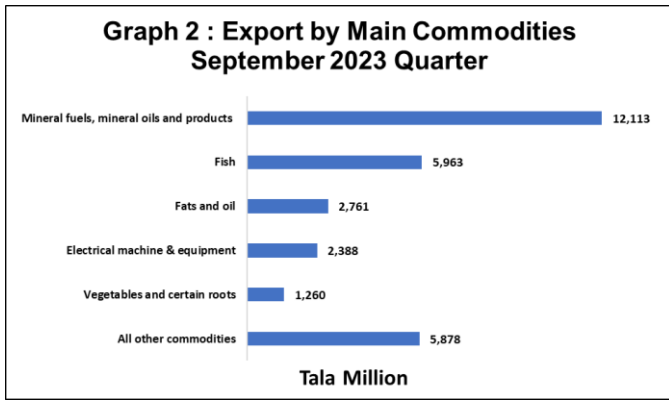 Graph 2 : Export by Main Commodities
September 2023 Quarter
Mineral fuels, mineral oils and products 12,113
Fish 5,963
Fats and oil 2,761
Electrical machine & equipment 2,388
Vegetables and certain roots 1,260
All other commodities 5,878
Tala Million